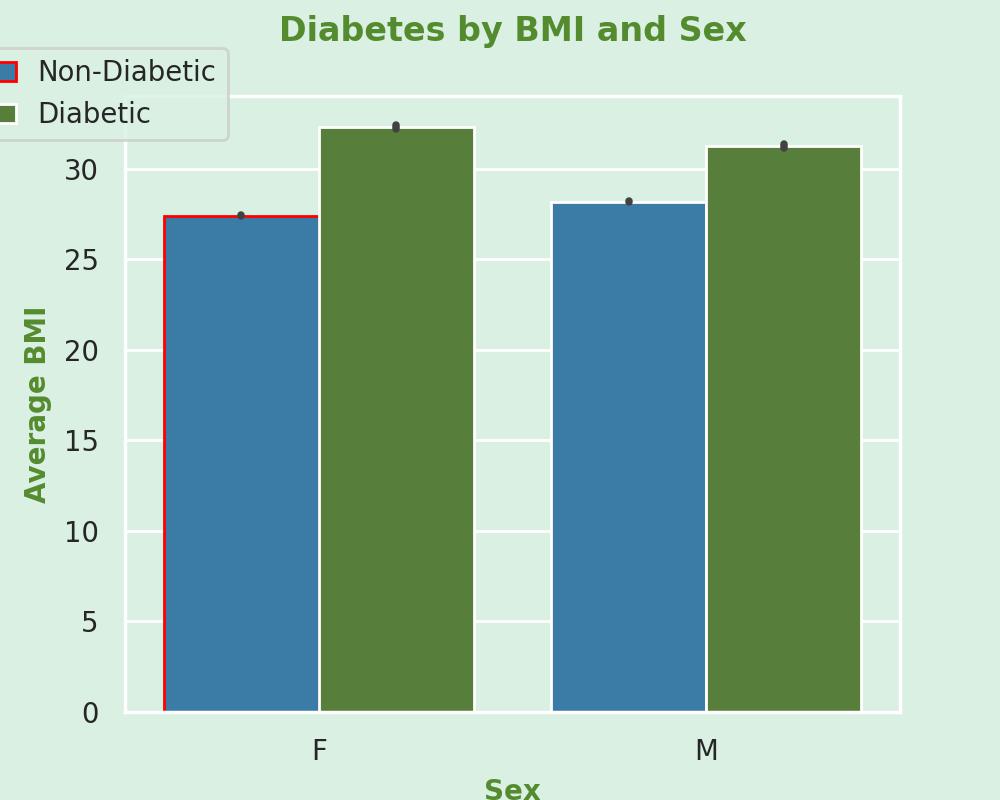 Diabetes by BMI and Sex
Non-Diabetic
Diabetic
30
25
20
15
10
5
0
Average BMI
F
M
Sex